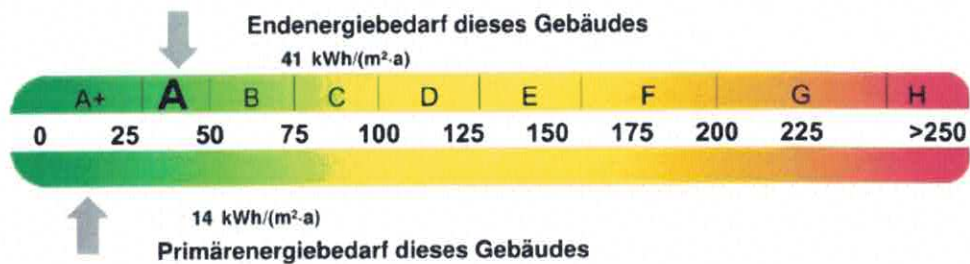 Endenergiebedarf dieses Gebäudes
41 kWh/(m²·a)
A+ A B C D E F G H
0 25 50 75 100 125 150 175 200 225 >250
14 kWh/(m²·a)
Primärenergiebedarf dieses Gebäudes